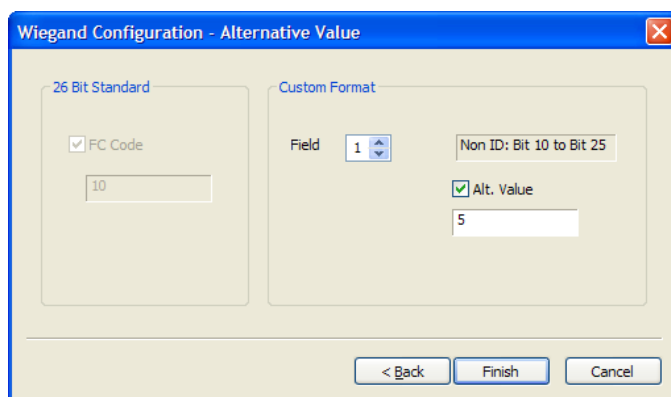 Wiegand Configuration - Alternative Value
26 Bit Standard
FC Code
10
Custom Format
Field 1 Non ID: Bit 10 to Bit 25
Alt. Value
5
< Back Finish Cancel